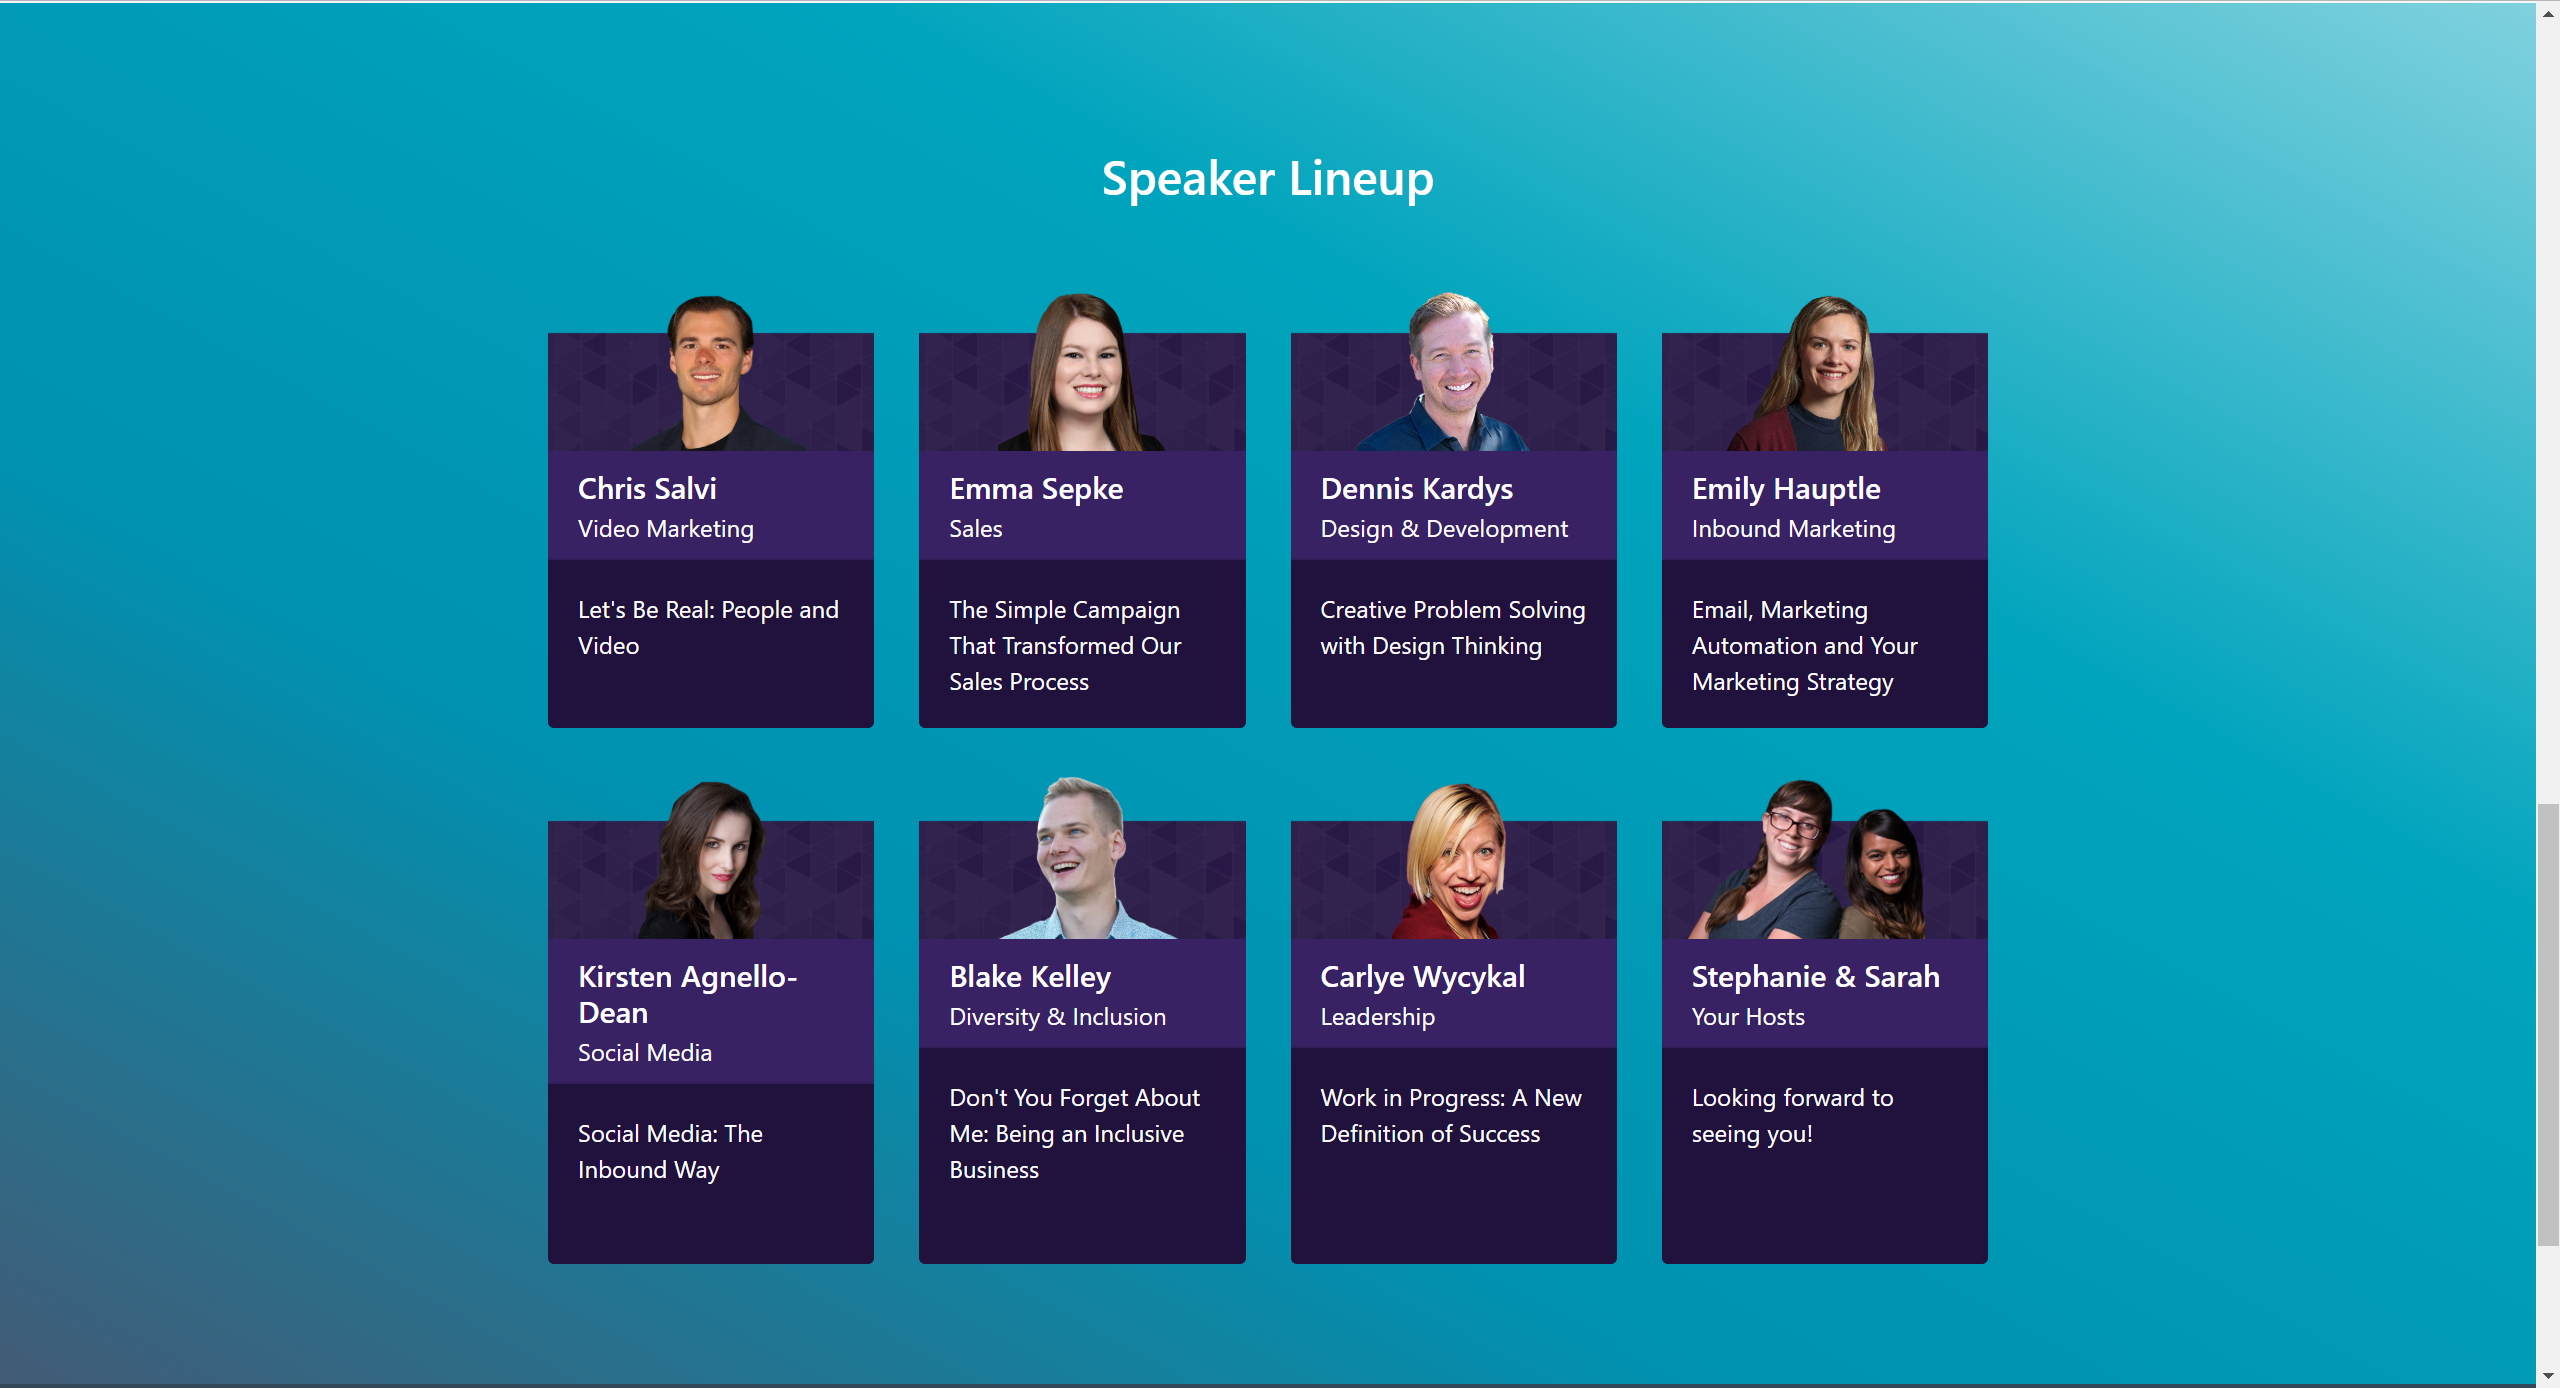 Speaker Lineup
Chris Salvi
Video Marketing
Let's Be Real: People and
Video
Emma Sepke
Sales
The Simple Campaign
That Transformed Our
Sales Process
Dennis Kardys
Design & Development
Creative Problem Solving
with Design Thinking
Emily Hauptle
Inbound Marketing
Email, Marketing
Automation and Your
Marketing Strategy
Kirsten Agnello-
Dean
Social Media
Social Media: The
Inbound Way
Blake Kelley
Diversity & Inclusion
Don't You Forget About
Me: Being an Inclusive
Business
Carlye Wycykal
Leadership
Work in Progress: A New
Definition of Success
Stephanie & Sarah
Your Hosts
Looking forward to
seeing you!